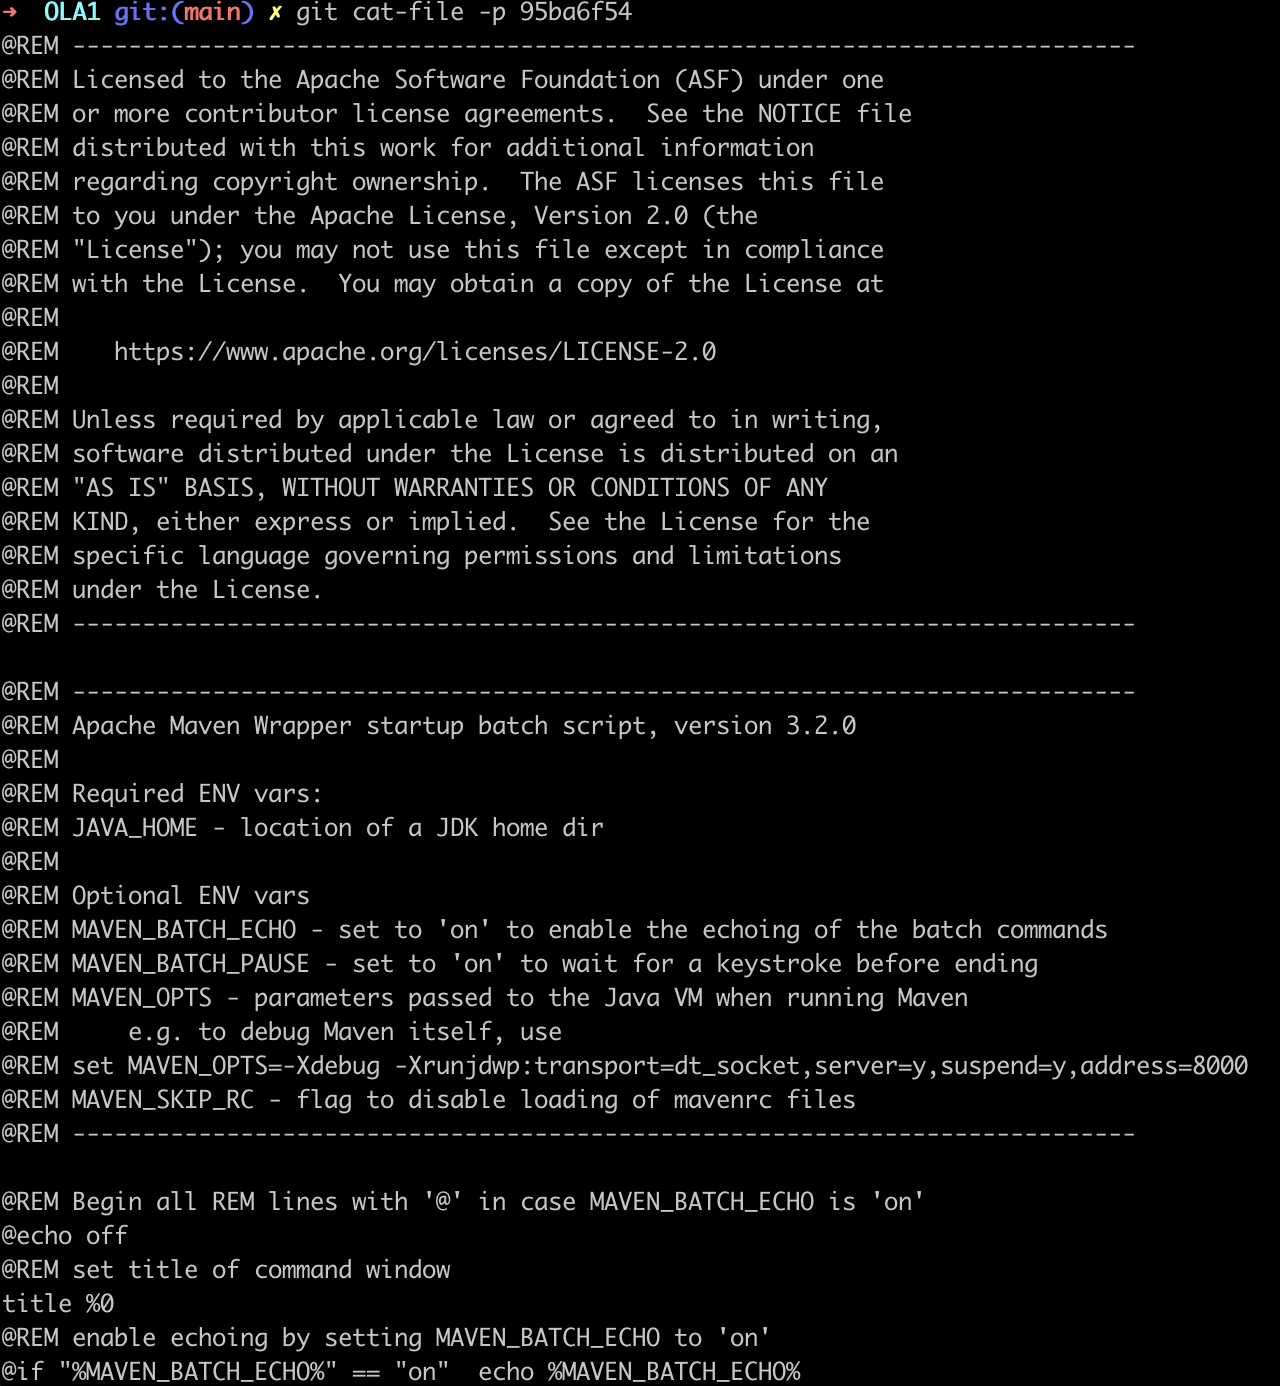 ➜  OLA1 git:(main) ✗ git cat-file -p 95ba6f54
@REM ----------------------------------------------------------------------------
@REM Licensed to the Apache Software Foundation (ASF) under one
@REM or more contributor license agreements.  See the NOTICE file
@REM distributed with this work for additional information
@REM regarding copyright ownership.  The ASF licenses this file
@REM to you under the Apache License, Version 2.0 (the
@REM "License"); you may not use this file except in compliance
@REM with the License.  You may obtain a copy of the License at
@REM
@REM    https://www.apache.org/licenses/LICENSE-2.0
@REM
@REM Unless required by applicable law or agreed to in writing,
@REM software distributed under the License is distributed on an
@REM "AS IS" BASIS, WITHOUT WARRANTIES OR CONDITIONS OF ANY
@REM KIND, either express or implied.  See the License for the
@REM specific language governing permissions and limitations
@REM under the License.
@REM ----------------------------------------------------------------------------

@REM ----------------------------------------------------------------------------
@REM Apache Maven Wrapper startup batch script, version 3.2.0
@REM
@REM Required ENV vars:
@REM JAVA_HOME - location of a JDK home dir
@REM
@REM Optional ENV vars
@REM MAVEN_BATCH_ECHO - set to 'on' to enable the echoing of the batch commands
@REM MAVEN_BATCH_PAUSE - set to 'on' to wait for a keystroke before ending
@REM MAVEN_OPTS - parameters passed to the Java VM when running Maven
@REM     e.g. to debug Maven itself, use
@REM set MAVEN_OPTS=-Xdebug -Xrunjdwp:transport=dt_socket,server=y,suspend=y,address=8000
@REM MAVEN_SKIP_RC - flag to disable loading of mavenrc files
@REM ----------------------------------------------------------------------------

@REM Begin all REM lines with '@' in case MAVEN_BATCH_ECHO is 'on'
@echo off
@REM set title of command window
title %0
@REM enable echoing by setting MAVEN_BATCH_ECHO to 'on'
@if "%MAVEN_BATCH_ECHO%" == "on"  echo %MAVEN_BATCH_ECHO%